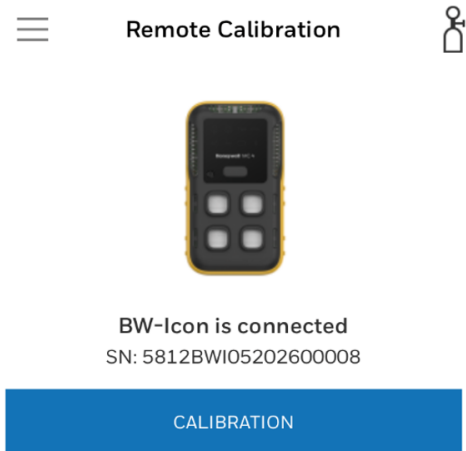 Remote Calibration
BW-Icon is connected
SN: 5812BWI05202600008
CALIBRATION